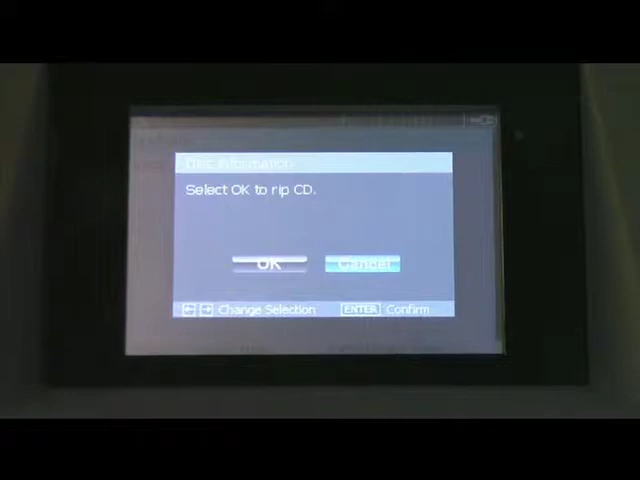 Disc Information
Select OK to rip CD.
OK Cancel
Change Selection ENTER Confirm